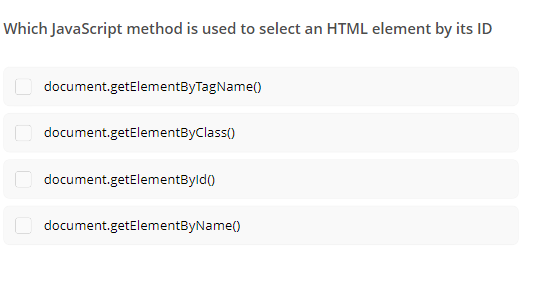 Which JavaScript method is used to select an HTML element by its ID
document.getElementByTagName()
document.getElementByClass()
document.getElementById()
document.getElementByName()